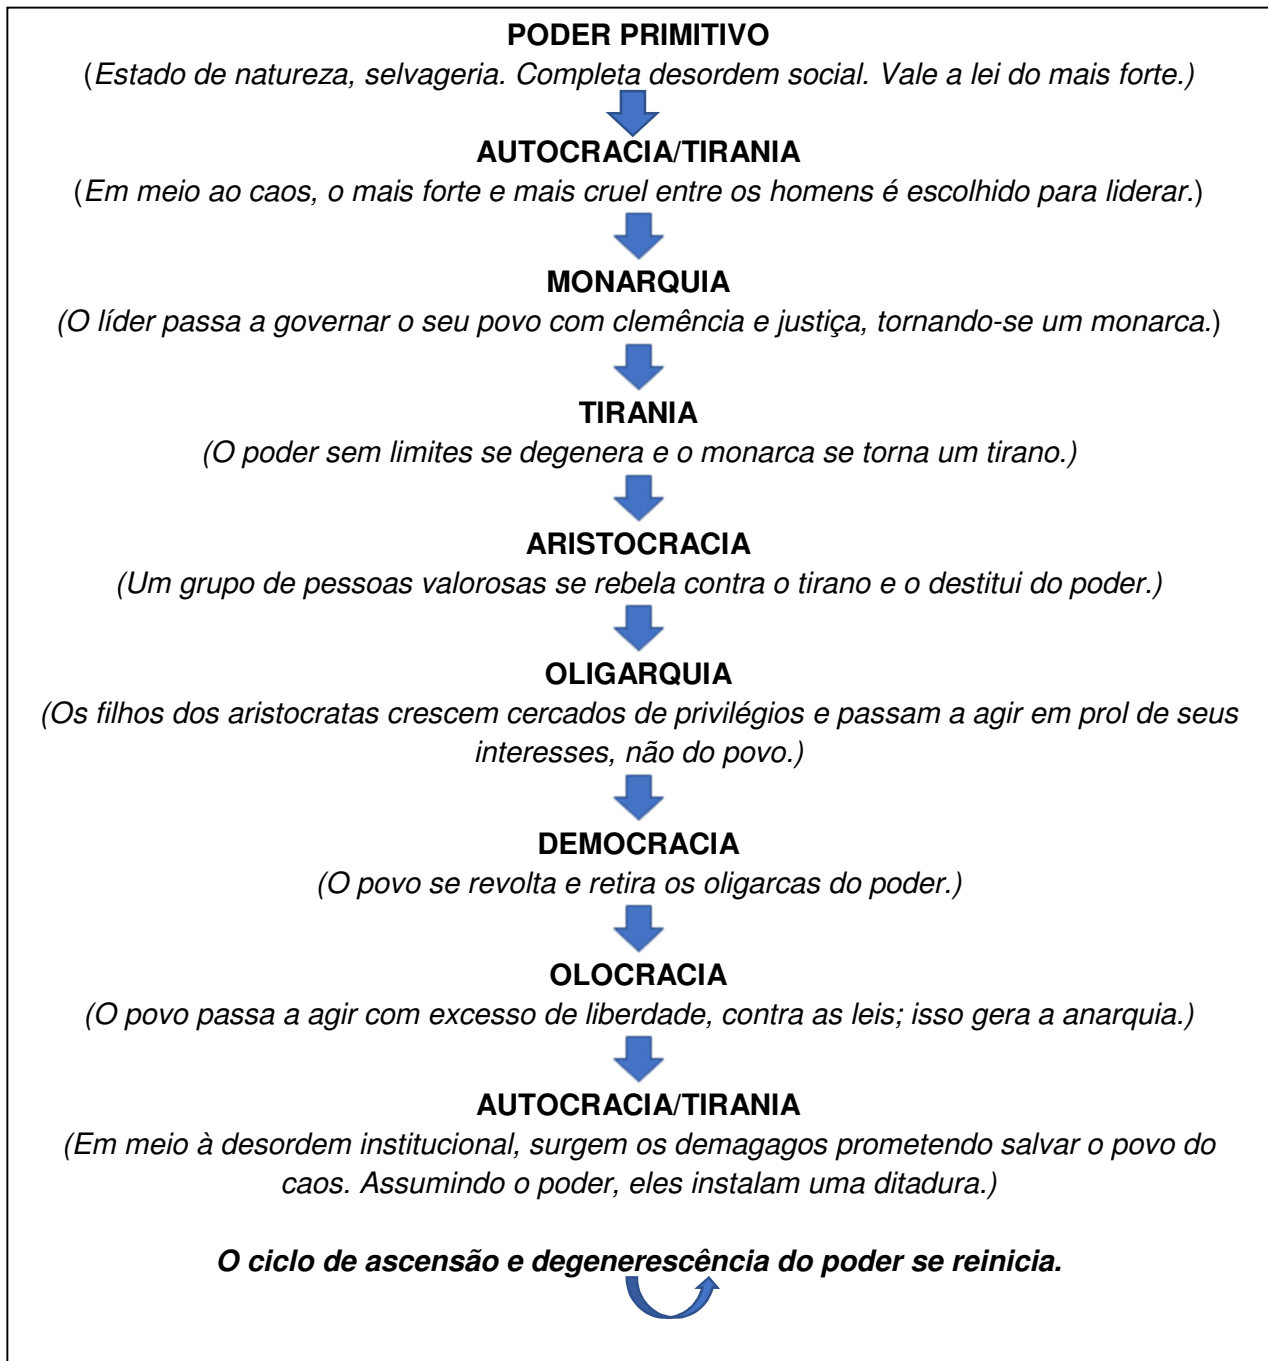 PODER PRIMITIVO
(Estado de natureza, selvageria. Completa desordem social. Vale a lei do mais forte.)
AUTOCRACIA/TIRANIA
(Em meio ao caos, o mais forte e mais cruel entre os homens é escolhido para liderar.)
MONARQUIA
(O líder passa a governar o seu povo com clemência e justiça, tornando-se um monarca.)
TIRANIA
(O poder sem limites se degenera e o monarca se torna um tirano.)
ARISTOCRACIA
(Um grupo de pessoas valorosas se rebela contra o tirano e o destitui do poder.)
OLIGARQUIA
(Os filhos dos aristocratas crescem cercados de privilégios e passam a agir em prol de seus
interesses, não do povo.)
DEMOCRACIA
(O povo se revolta e retira os oligarcas do poder.)
OLOCRACIA
(O povo passa a agir com excesso de liberdade, contra as leis; isso gera a anarquia.)
AUTOCRACIA/TIRANIA
(Em meio à desordem institucional, surgem os demagagos prometendo salvar o povo do
caos. Assumindo o poder, eles instalam uma ditadura.)
O ciclo de ascensão e degenerescência do poder se reinicia.